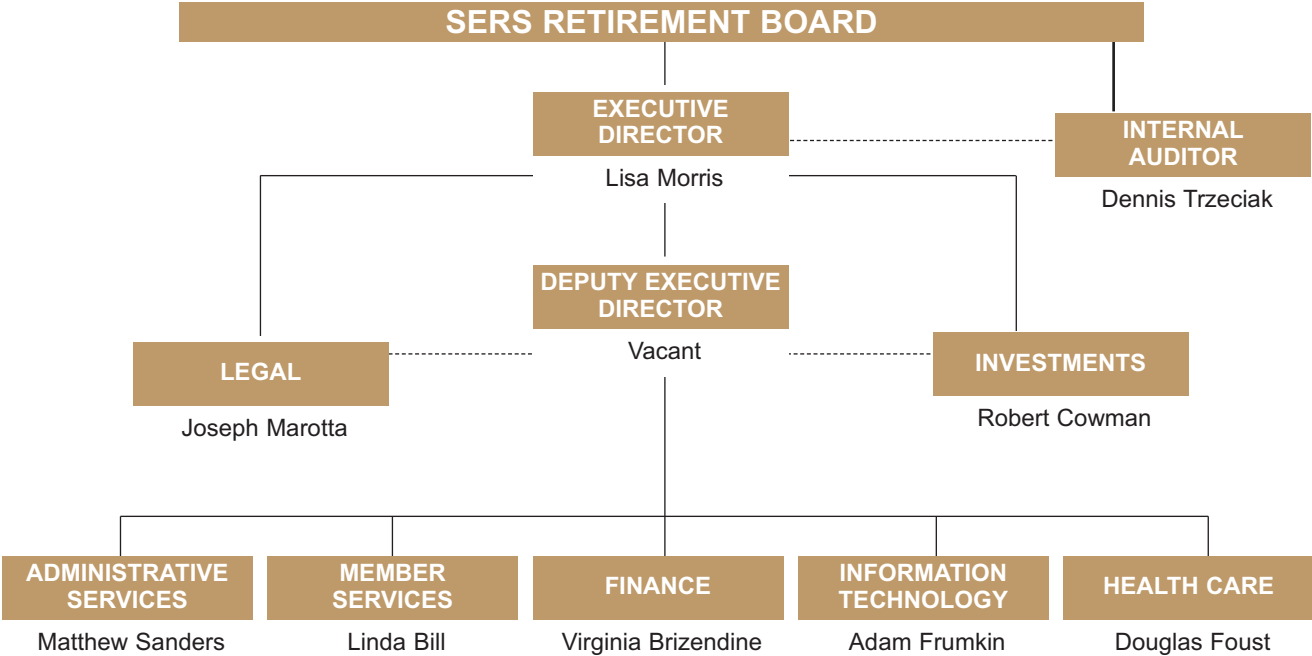 SERS RETIREMENT BOARD
EXECUTIVE
DIRECTOR
Lisa Morris
INTERNAL
AUDITOR
Dennis Trzeciak
DEPUTY EXECUTIVE
DIRECTOR
Vacant
LEGAL
Joseph Marotta
INVESTMENTS
Robert Cowman
ADMINISTRATIVE
SERVICES
Matthew Sanders
MEMBER
SERVICES
Linda Bill
FINANCE
Virginia Brizendine
INFORMATION
TECHNOLOGY
Adam Frumkin
HEALTH CARE
Douglas Foust